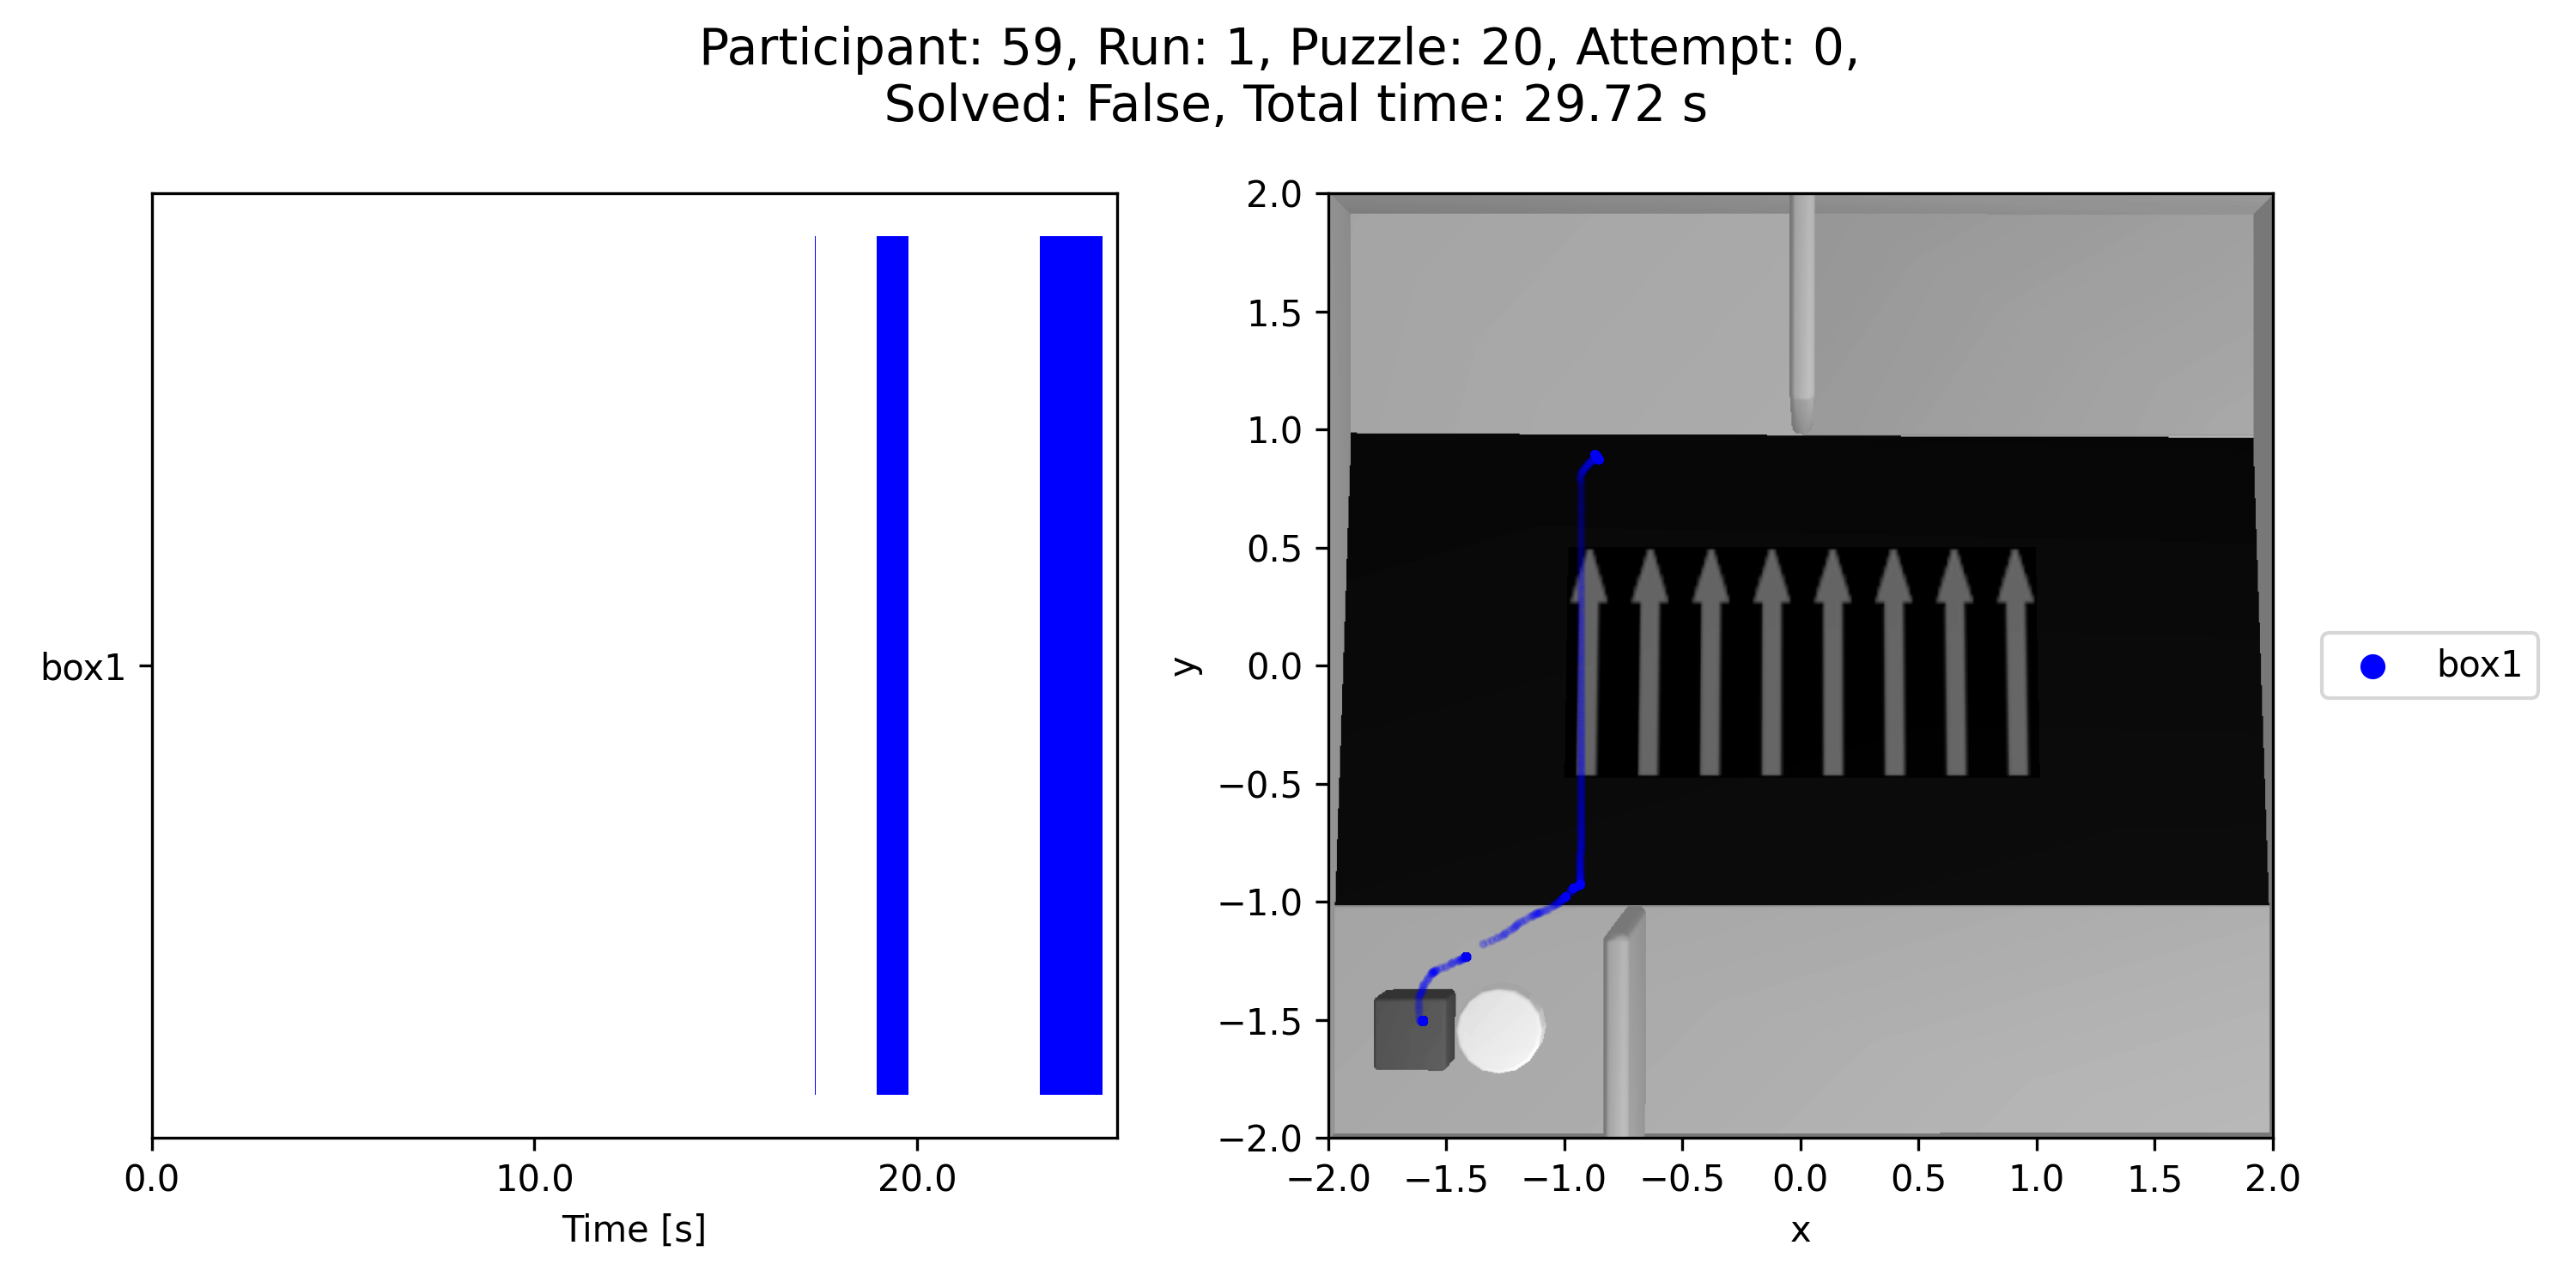 Participant: 59, Run: 1, Puzzle: 20, Attempt: 0,
Solved: False, Total time: 29.72 s
box1
0.0 10.0 20.0
Time [s]
2.0
1.5
1.0
0.5
0.0
−0.5
−1.0
−1.5
−2.0
y
−2.0 −1.5 −1.0 −0.5 0.0 0.5 1.0 1.5 2.0
x
box1